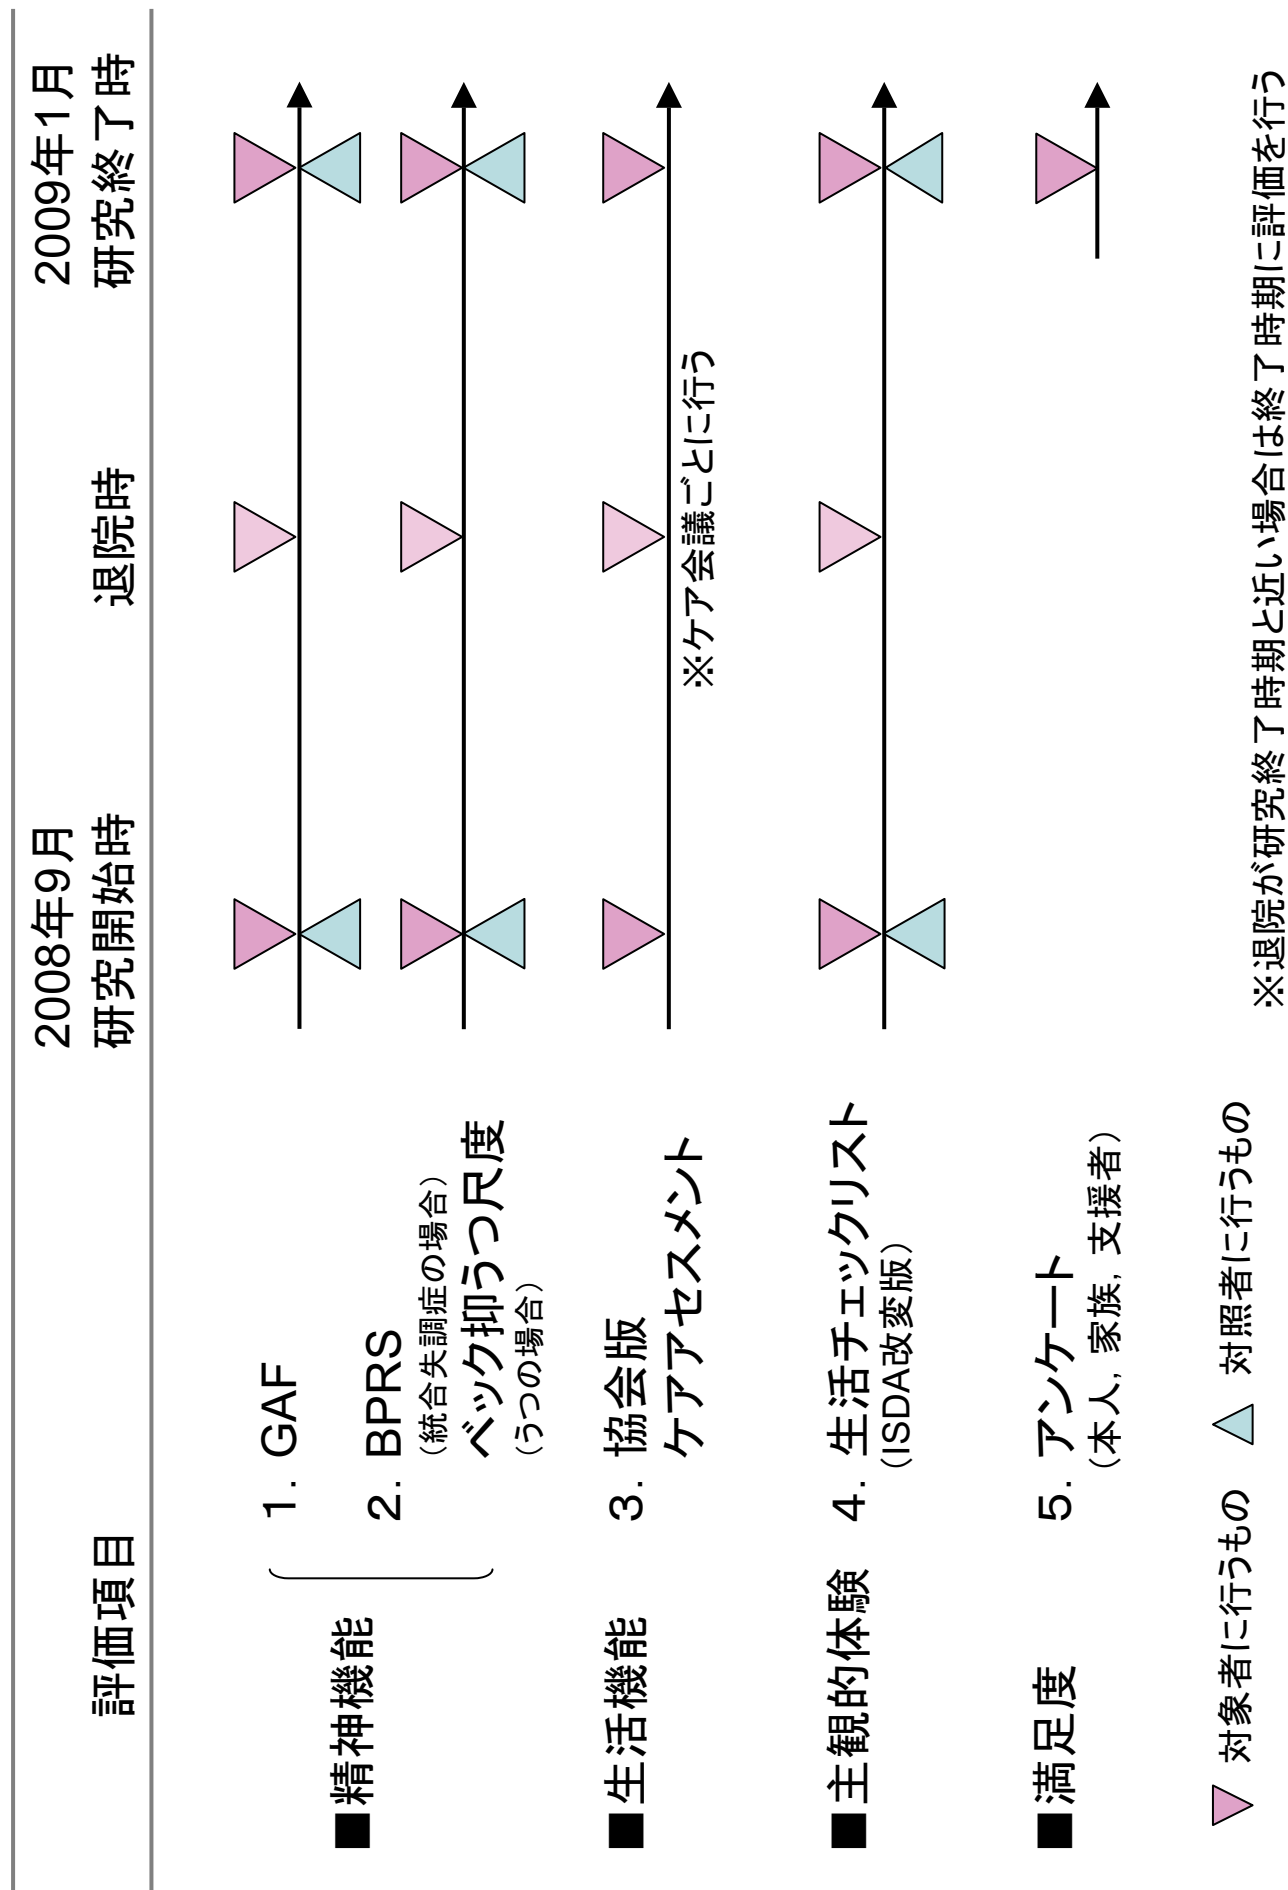 評価項目
2008年9月
研究開始時
退院時
2009年1月
研究終了時
■精神機能
1. GAF
2. BPRS
（統合失調症の場合）
ベック抑うつ尺度
（うつの場合）
■生活機能
3. 協会版
ケアアセスメント
※ケア会議ごとに行う
■主観的体験
4. 生活チェックリスト
（ISDA改変版）
■満足度
5. アンケート
（本人，家族，支援者）
対象者に行うもの
対照者に行うもの
※退院が研究終了時期と近い場合は終了時期に評価を行う